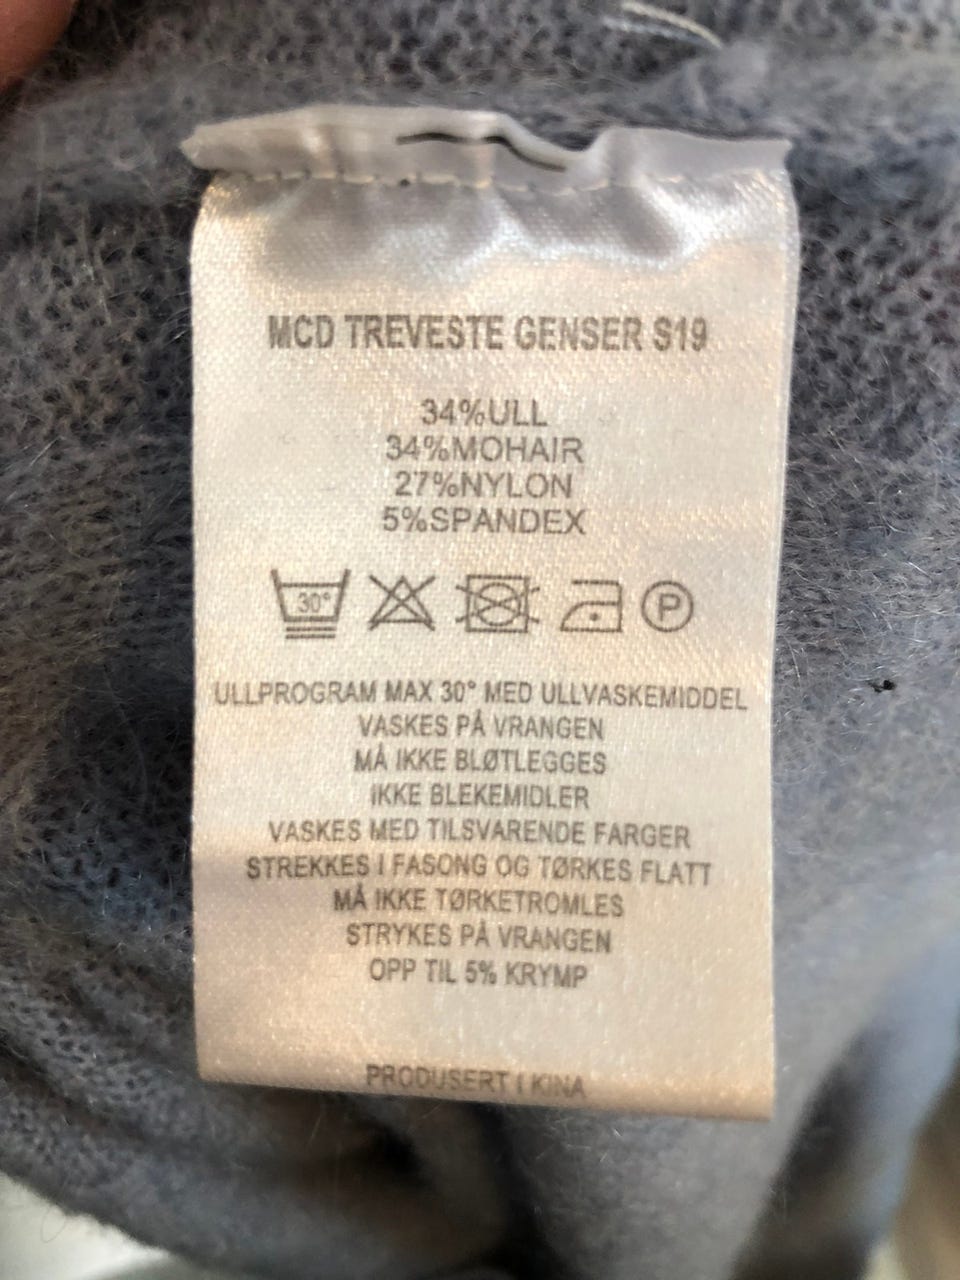 MCD TREVESTE GENSER S19
34%ULL
34%MOHAIR
27%NYLON
5%SPANDEX
30° P
ULLPROGRAM MAX 30° MED ULLVASKEMIDDEL
VASKES PÅ VRANGEN
MÅ IKKE BLØTLEGGES
IKKE BLEKEMIDLER
VASKES MED TILSVARENDE FARGER
STREKKES I FASONG OG TØRKES FLATT
MÅ IKKE TØRKETROMLES
STRYKES PÅ VRANGEN
OPP TIL 5% KRYMP
PRODUSERT I KINA